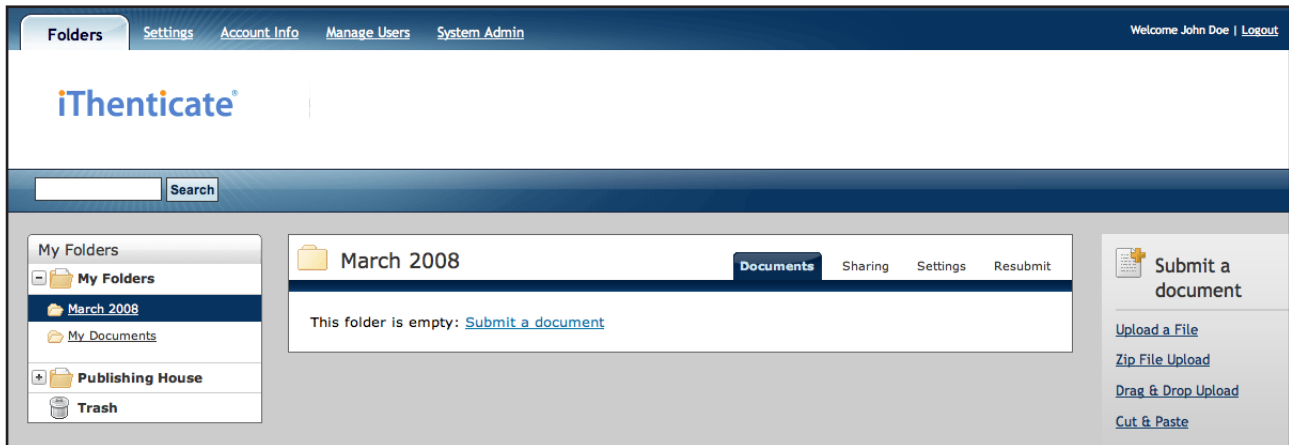 Folders Settings Account Info Manage Users System Admin Welcome John Doe | Logout
iThenticate®
Search
My Folders
My Folders
March 2008
My Documents
Publishing House
Trash
March 2008 Documents Sharing Settings Resubmit
This folder is empty: Submit a document
Submit a
document
Upload a File
Zip File Upload
Drag & Drop Upload
Cut & Paste